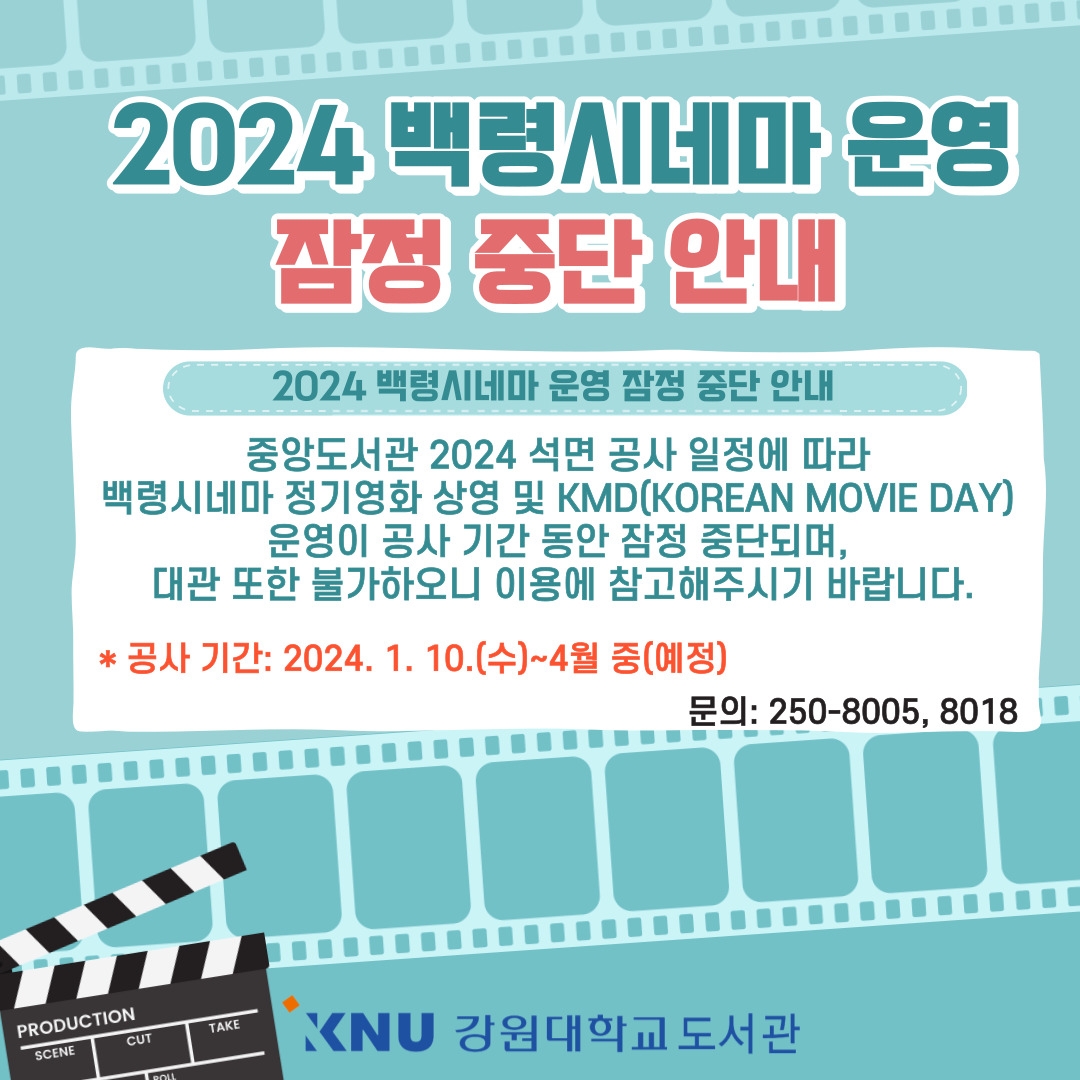 2024 백령시네마 운영
잠정 중단 안내
2024 백령시네마 운영 잠정 중단 안내
중앙도서관 2024 석면 공사 일정에 따라
백령시네마 정기영화 상영 및 KMD(KOREAN MOVIE DAY)
운영이 공사 기간 동안 잠정 중단되며,
대관 또한 불가하오니 이용에 참고해주시기 바랍니다.
* 공사 기간: 2024. 1. 10.(수)~4월 중(예정)
문의: 250-8005, 8018
PRODUCTION
SCENE CUT TAKE
ROLL
KNU 강원대학교도서관